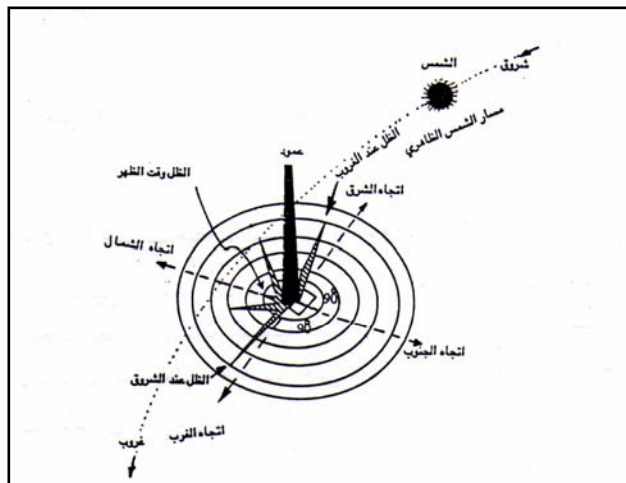 شروق
الشمس
مسار الشمس الظاهري
الظل عند الغروب
عمود
الظل وقت الظهر
اتجاه الشرق
اتجاه الشمال
90°
90°
اتجاه الجنوب
الظل عند الشروق
اتجاه الغرب
غروب